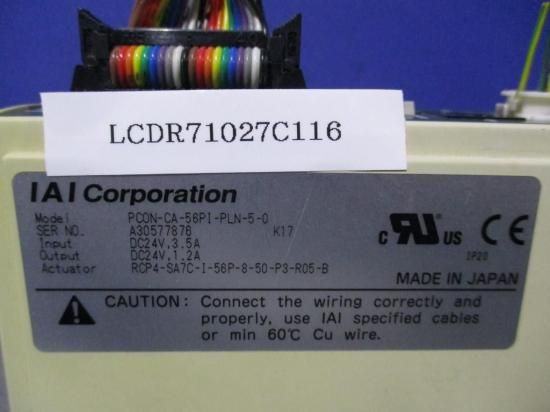 LCDR71027C116
IAI Corporation
Model PCON-CA-56PI-PLN-5-0
SER NO. A30577876 K17
Input DC24V,3.5A
Output DC24V,1.2A
Actuator RCP4-SA7C-I-56P-8-50-P3-R05-B
c RU US CE
IP20
MADE IN JAPAN
CAUTION: Connect the wiring correctly and
properly, use IAI specified cables
or min 60℃ Cu wire.